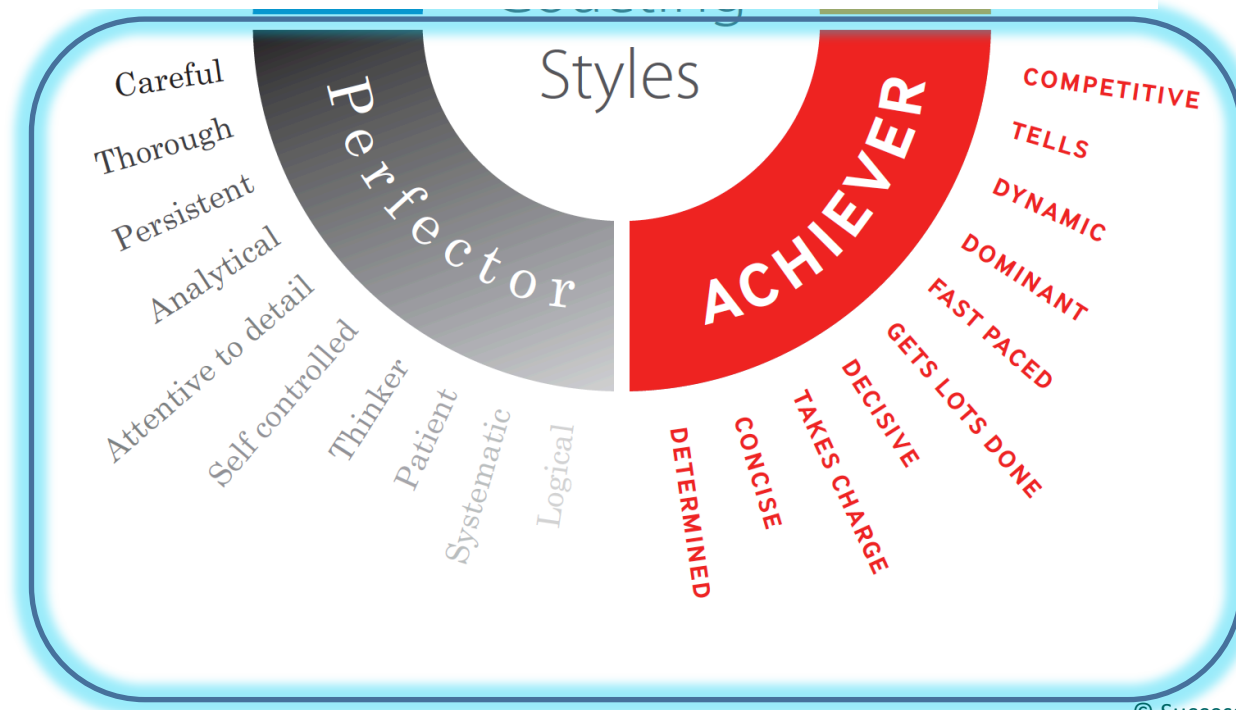 Styles
Perfector
Careful
Thorough
Persistent
Analytical
Attentive to detail
Self controlled
Thinker
Patient
Systematic
Logical
ACHIEVER
COMPETITIVE
TELLS
DYNAMIC
DOMINANT
FAST PACED
GETS LOTS DONE
DECISIVE
TAKES CHARGE
CONCISE
DETERMINED